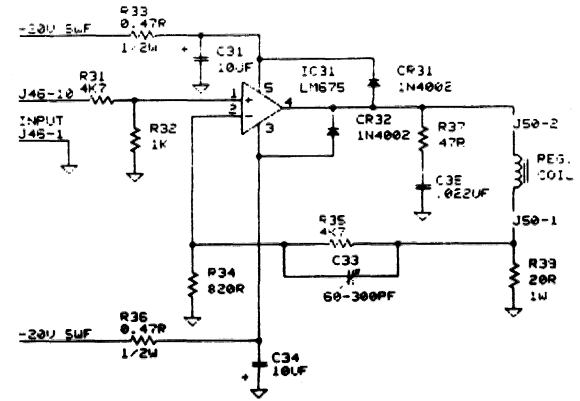 -20V SWF
R33
0.47R
1/2W
+
C31
10UF
IC31
LM675
CR31
1N4002
J46-10
R31
4K7
R32
1K
INPUT
J46-1
1
2
3
4
5
+
-
CR32
1N4002
R37
47R
C35
.022UF
J50-2
REG.
COIL
J50-1
R35
4K7
C33
60-300PF
R34
820R
R39
20R
1W
-20V SWF
R36
0.47R
1/2W
+
C34
10UF